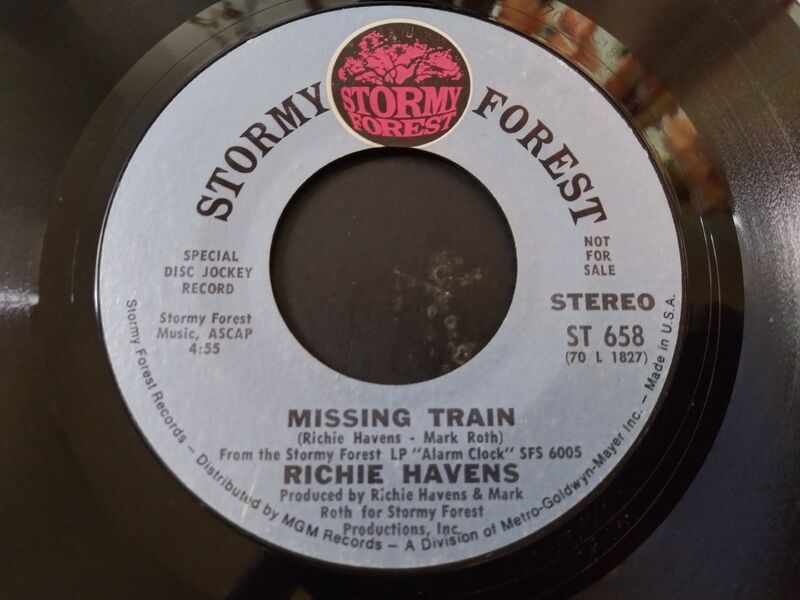 STORMY
FOREST
STORMY FOREST
SPECIAL
DISC JOCKEY
RECORD
Stormy Forest
Music, ASCAP
4:55
NOT
FOR
SALE
STEREO
ST 658
(70 L 1827)
MISSING TRAIN
(Richie Havens - Mark Roth)
From the Stormy Forest LP "Alarm Clock" SFS 6005
RICHIE HAVENS
Produced by Richie Havens & Mark
Roth for Stormy Forest
Productions, Inc.
Stormy Forest Records - Distributed by MGM Records - A Division of Metro-Goldwyn-Mayer Inc. - Made in U.S.A.